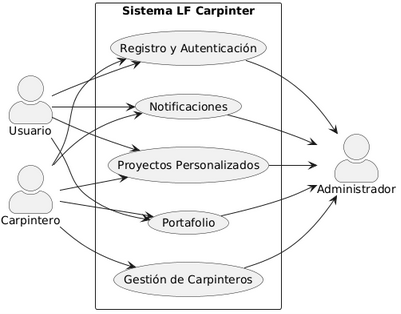 Sistema LF Carpinter
Registro y Autenticación
Notificaciones
Usuario
Proyectos Personalizados
Administrador
Carpintero
Portafolio
Gestión de Carpinteros